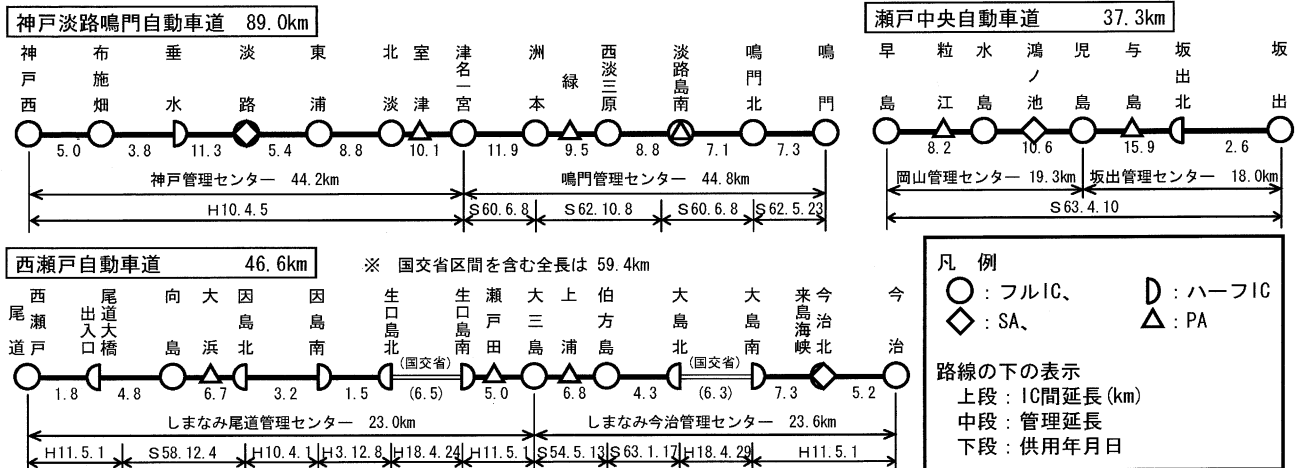 神戸淡路鳴門自動車道 89.0km
神戸西 布施畑 垂水 淡路 東浦 北淡 室津 津名一宮 洲本 緑 西淡三原 淡路島南 鳴門北 鳴門
5.0 3.8 11.3 5.4 8.8 10.1 11.9 9.5 8.8 7.1 7.3
神戸管理センター 44.2km 鳴門管理センター 44.8km
H10.4.5 S60.6.8 S62.10.8 S60.6.8 S62.5.23
瀬戸中央自動車道 37.3km
早島 粒江 水島 鴻ノ池 児島 与島 坂出北 坂出
8.2 10.6 15.9 2.6
岡山管理センター 19.3km 坂出管理センター 18.0km
S63.4.10
西瀬戸自動車道 46.6km
※ 国交省区間を含む全長は 59.4km
西瀬戸尾道 尾道大橋出入口 向島 大浜 因島北 因島南 生口島北 生口島南 瀬戸田 大三島 上浦 伯方島 大島北 大島南 来島海峡 今治北 今治
(国交省) (国交省)
1.8 4.8 6.7 3.2 1.5 (6.5) 5.0 6.8 4.3 (6.3) 7.3 5.2
しまなみ尾道管理センター 23.0km しまなみ今治管理センター 23.6km
H11.5.1 S58.12.4 H10.4.1 H3.12.8 H18.4.24 H11.5.1 S54.5.13 S63.1.17 H18.4.29 H11.5.1
凡 例
：フルIC、 ：ハーフIC
：SA、 ：PA
路線の下の表示
上段：IC間延長(km)
中段：管理延長
下段：供用年月日